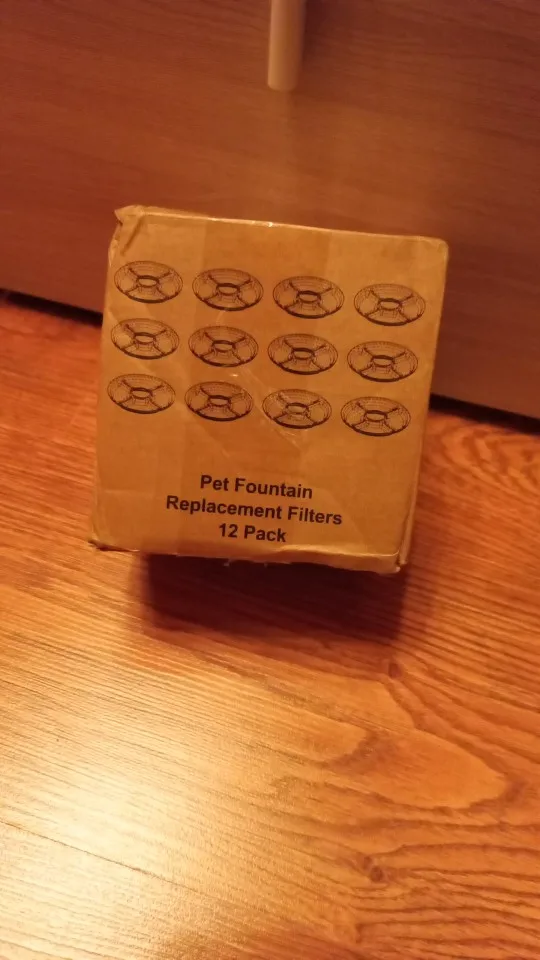 Pet Fountain
Replacement Filters
12 Pack